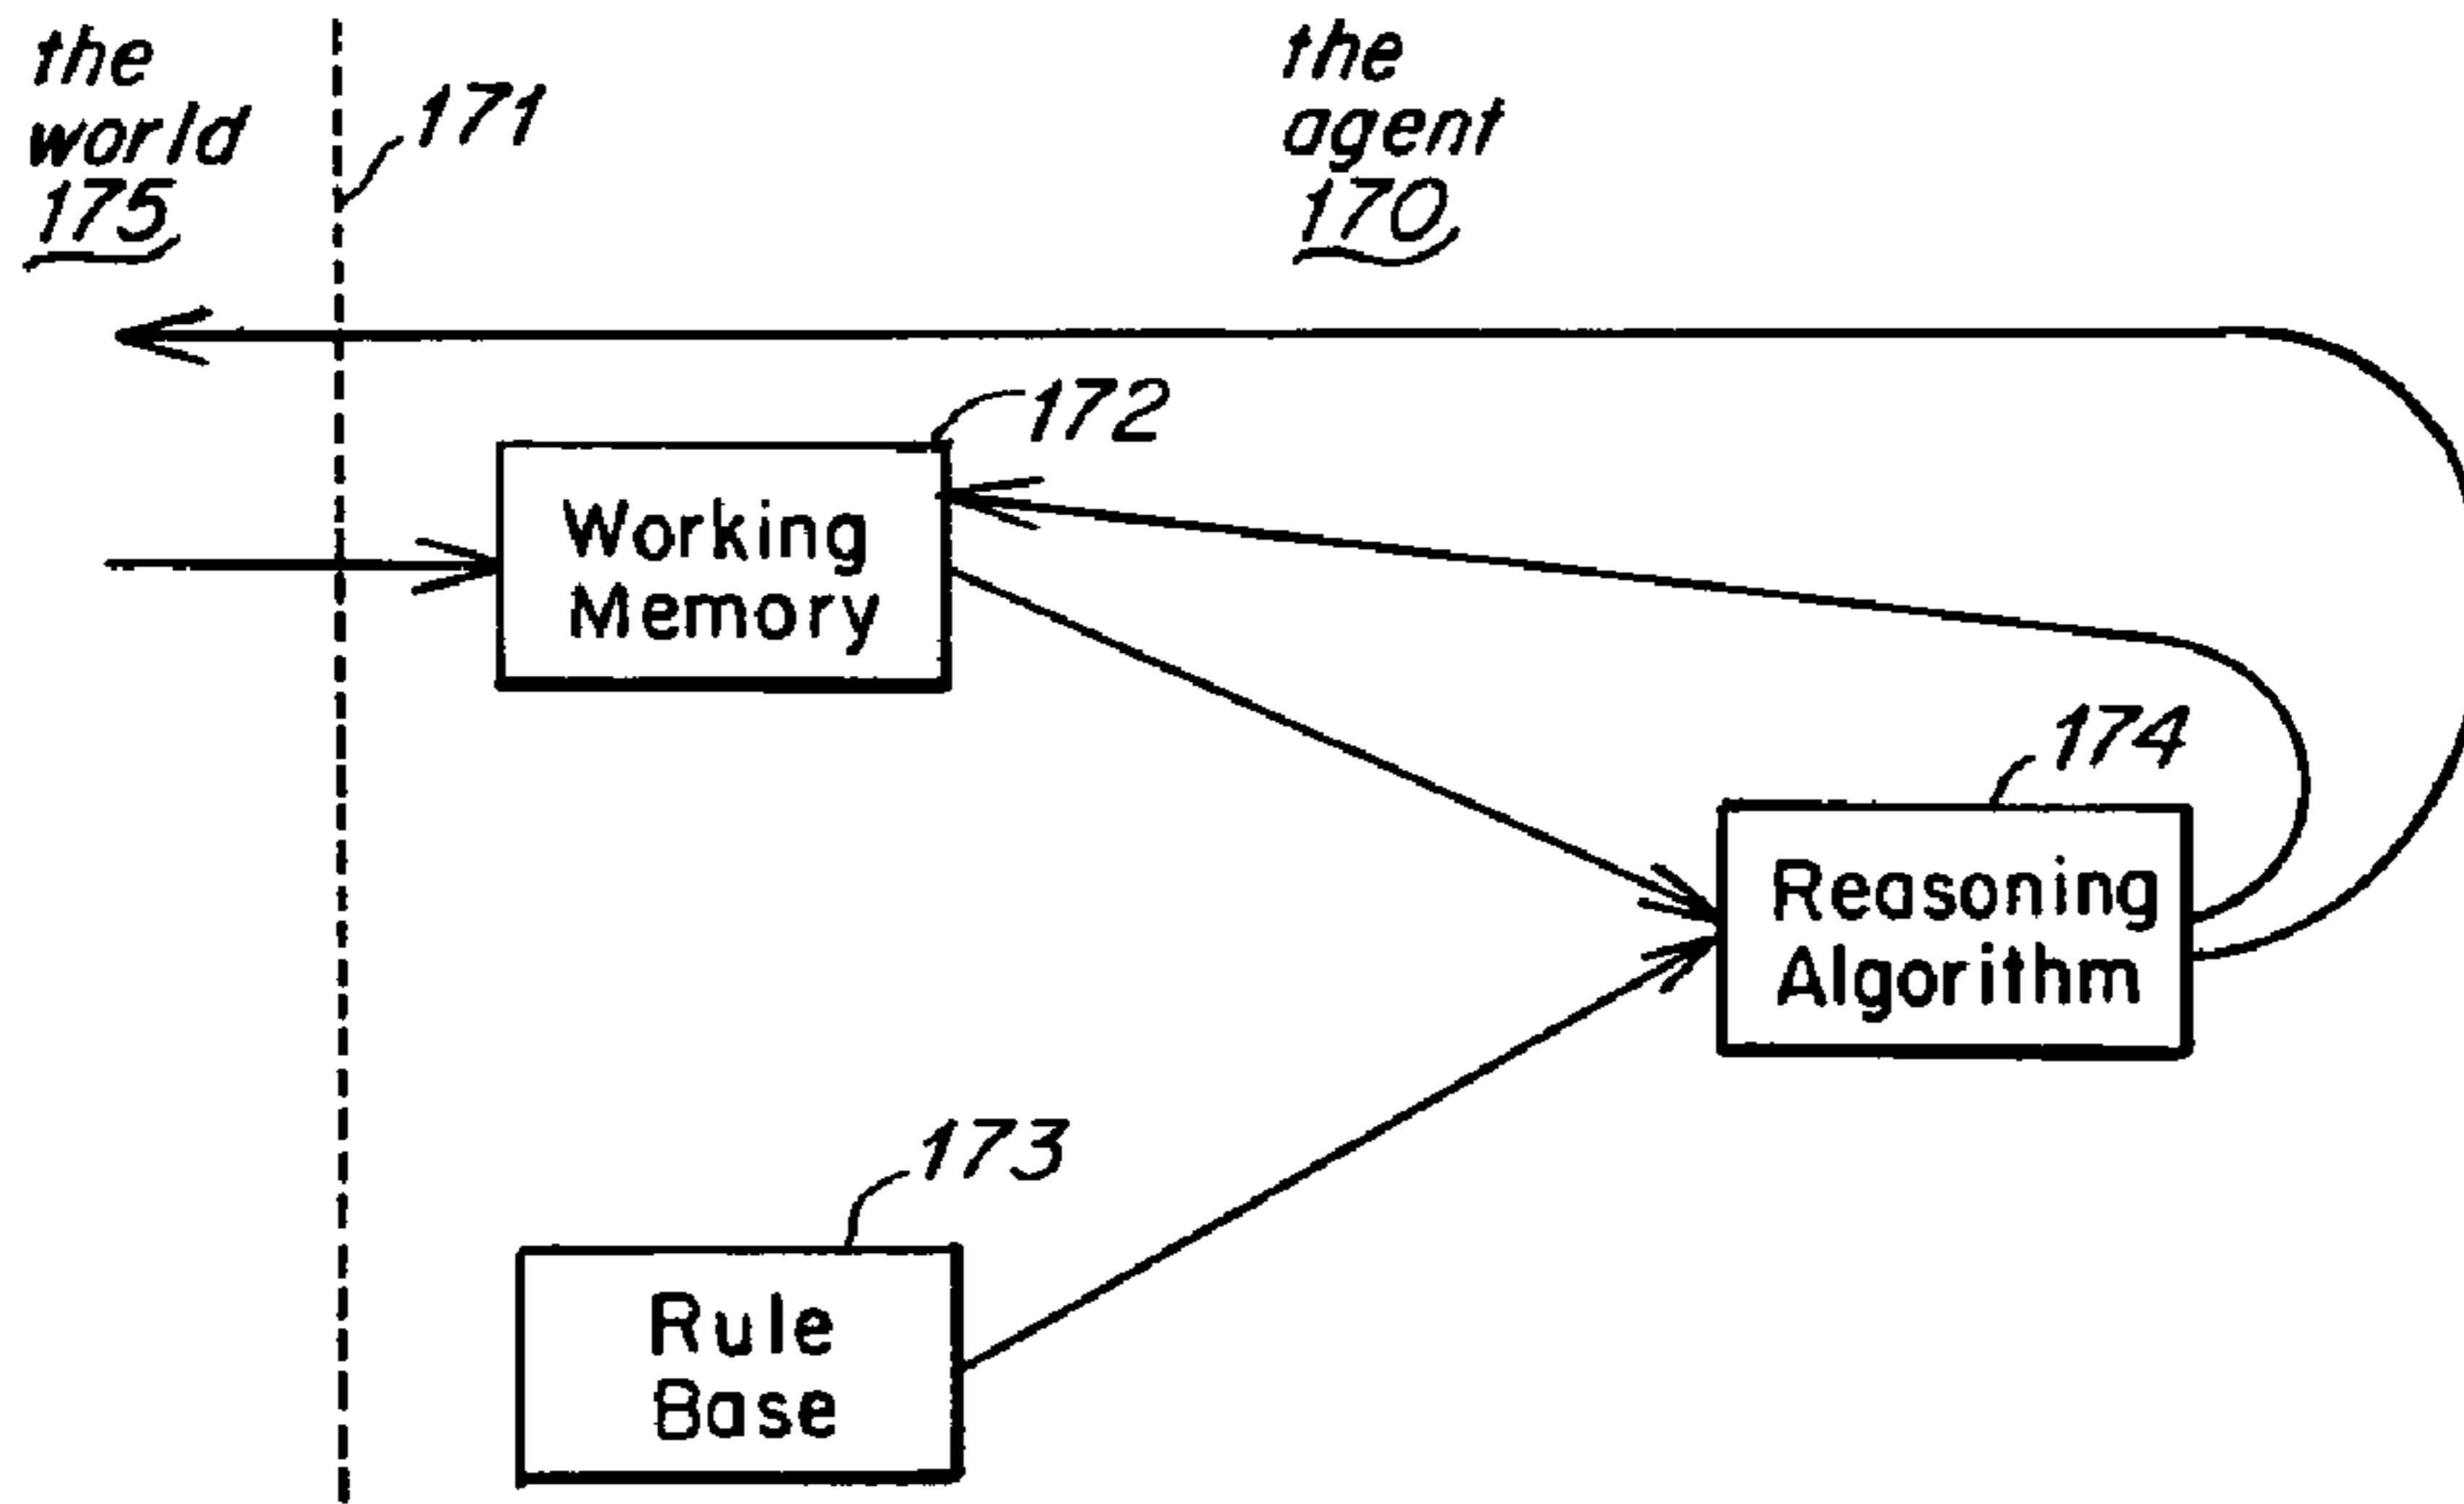 the
world
175
171
the
agent
170
172
Working
Memory
174
Reasoning
Algorithm
173
Rule
Base